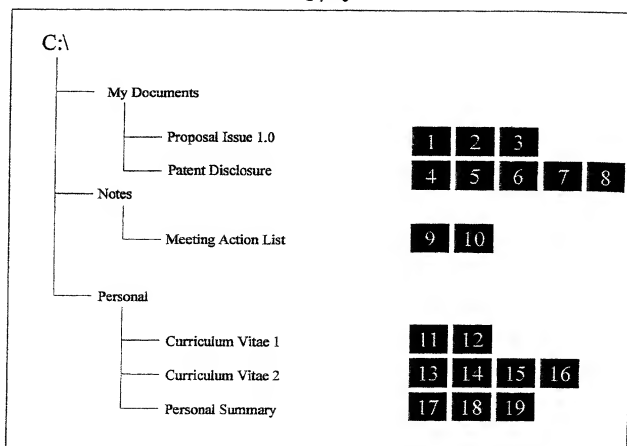 C:\
My Documents
Proposal Issue 1.0 1 2 3
Patent Disclosure 4 5 6 7 8
Notes
Meeting Action List 9 10
Personal
Curriculum Vitae 1 11 12
Curriculum Vitae 2 13 14 15 16
Personal Summary 17 18 19